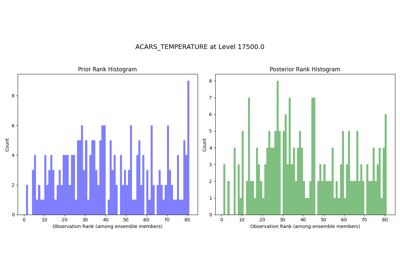 ACARS_TEMPERATURE at Level 17500.0
Prior Rank Histogram
Posterior Rank Histogram
Count
8
6
4
2
0
0 10 20 30 40 50 60 70 80
Observation Rank (among ensemble members)
Count
8
7
6
5
4
3
2
1
0
0 10 20 30 40 50 60 70 80
Observation Rank (among ensemble members)